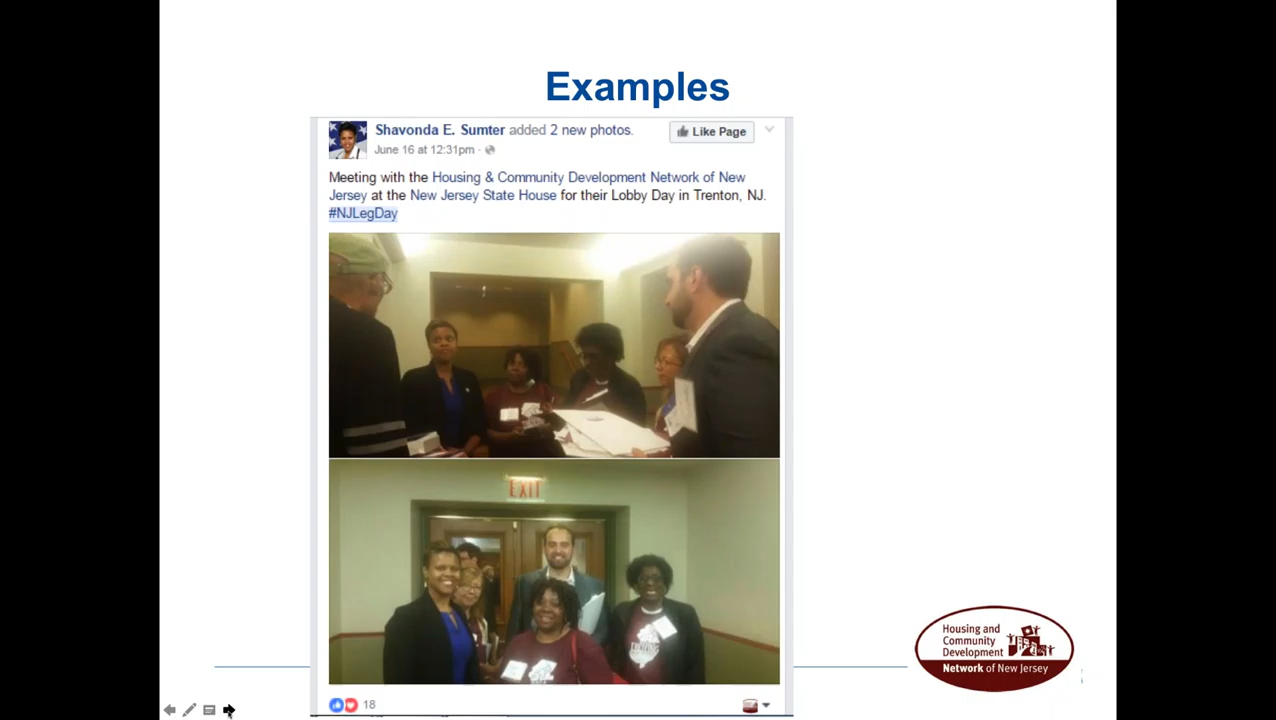 Examples
Shavonda E. Sumter added 2 new photos.
Like Page
June 16 at 12:31pm ·
Meeting with the Housing & Community Development Network of New
Jersey at the New Jersey State House for their Lobby Day in Trenton, NJ.
#NJLegDay
EXIT
18
Housing and
Community
Development
Network of New Jersey